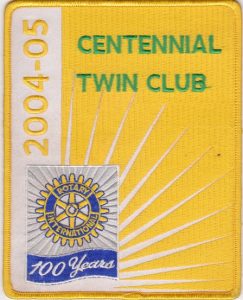 2004-05
CENTENNIAL
TWIN CLUB
ROTARY
INTERNATIONAL
100 Years